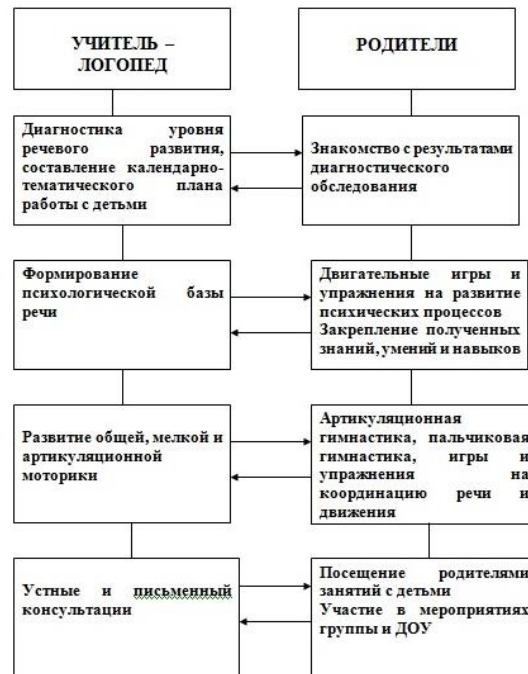 УЧИТЕЛЬ –
ЛОГОПЕД
РОДИТЕЛИ
Диагностика уровня
речевого развития,
составление календарно-
тематического плана
работы с детьми
Знакомство с результатами
диагностического
обследования
Формирование
психологической базы
речи
Двигательные игры и
упражнения на развитие
психических процессов
Закрепление полученных
знаний, умений и навыков
Развитие общей, мелкой и
артикуляционной
моторики
Артикуляционная
гимнастика, пальчиковая
гимнастика, игры и
упражнения на
координацию речи и
движения
Устные и письменный
консультации
Посещение родителями
занятий с детьми
Участие в мероприятиях
группы и ДОУ